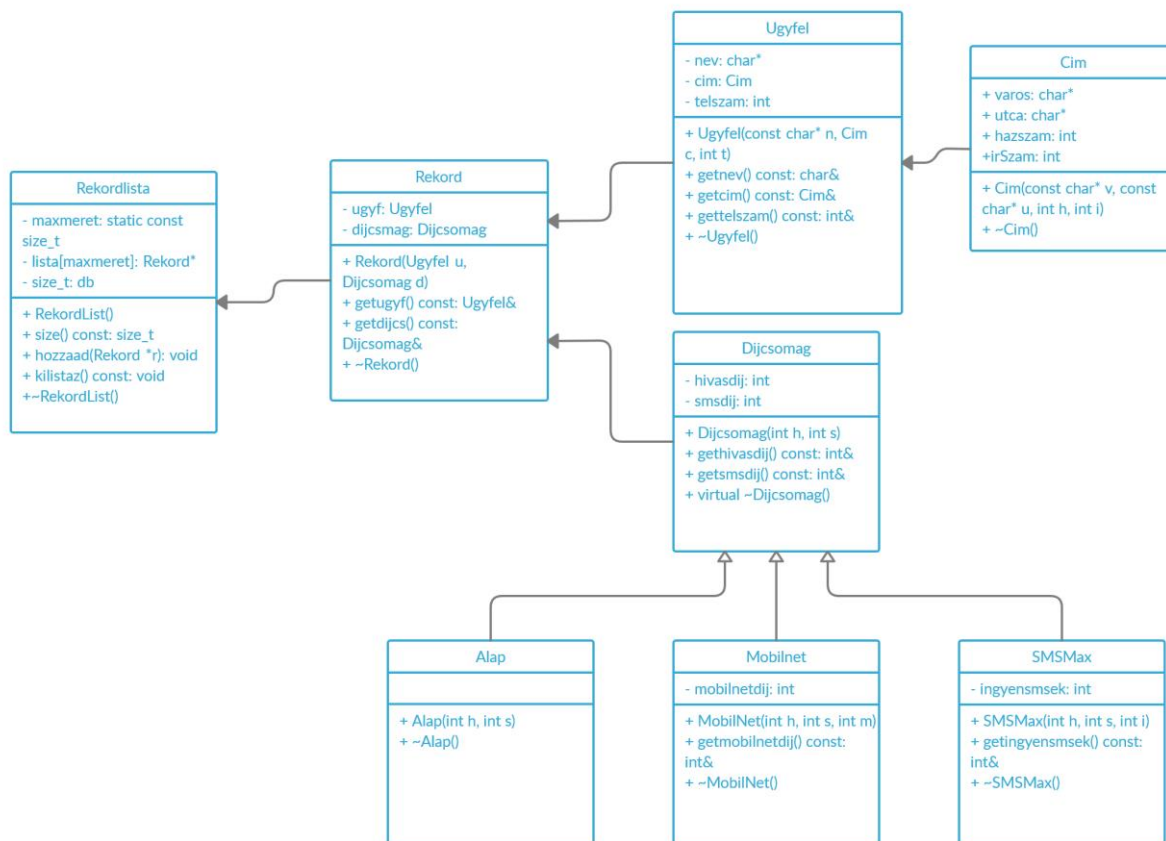 Ugyfel
- nev: char*
- cim: Cim
- telszam: int
+ Ugyfel(const char* n, Cim
c, int t)
+ getnev() const: char&
+ getcim() const: Cim&
+ gettelszam() const: int&
+ ~Ugyfel()
Cim
+ varos: char*
+ utca: char*
+ hazszam: int
+irSzam: int
+ Cim(const char* v, const
char* u, int h, int i)
+ ~Cim()
Rekordlista
- maxmeret: static const
size_t
- lista[maxmeret]: Rekord*
- size_t: db
+ RekordList()
+ size() const: size_t
+ hozzaad(Rekord *r): void
+ kilistaz() const: void
+~RekordList()
Rekord
- ugyf: Ugyfel
- dijcsmag: Dijcsomag
+ Rekord(Ugyfel u,
Dijcsomag d)
+ getugyf() const: Ugyfel&
+ getdijcs() const:
Dijcsomag&
+ ~Rekord()
Dijcsomag
- hivasdij: int
- smsdij: int
+ Dijcsomag(int h, int s)
+ gethivasdij() const: int&
+ getsmsdij() const: int&
+ virtual ~Dijcsomag()
Alap
+ Alap(int h, int s)
+ ~Alap()
Mobilnet
- mobilnetdij: int
+ MobilNet(int h, int s, int m)
+ getmobilnetdij() const:
int&
+ ~MobilNet()
SMSMax
- ingyensmsek: int
+ SMSMax(int h, int s, int i)
+ getingyensmsek() const:
int&
+ ~SMSMax()